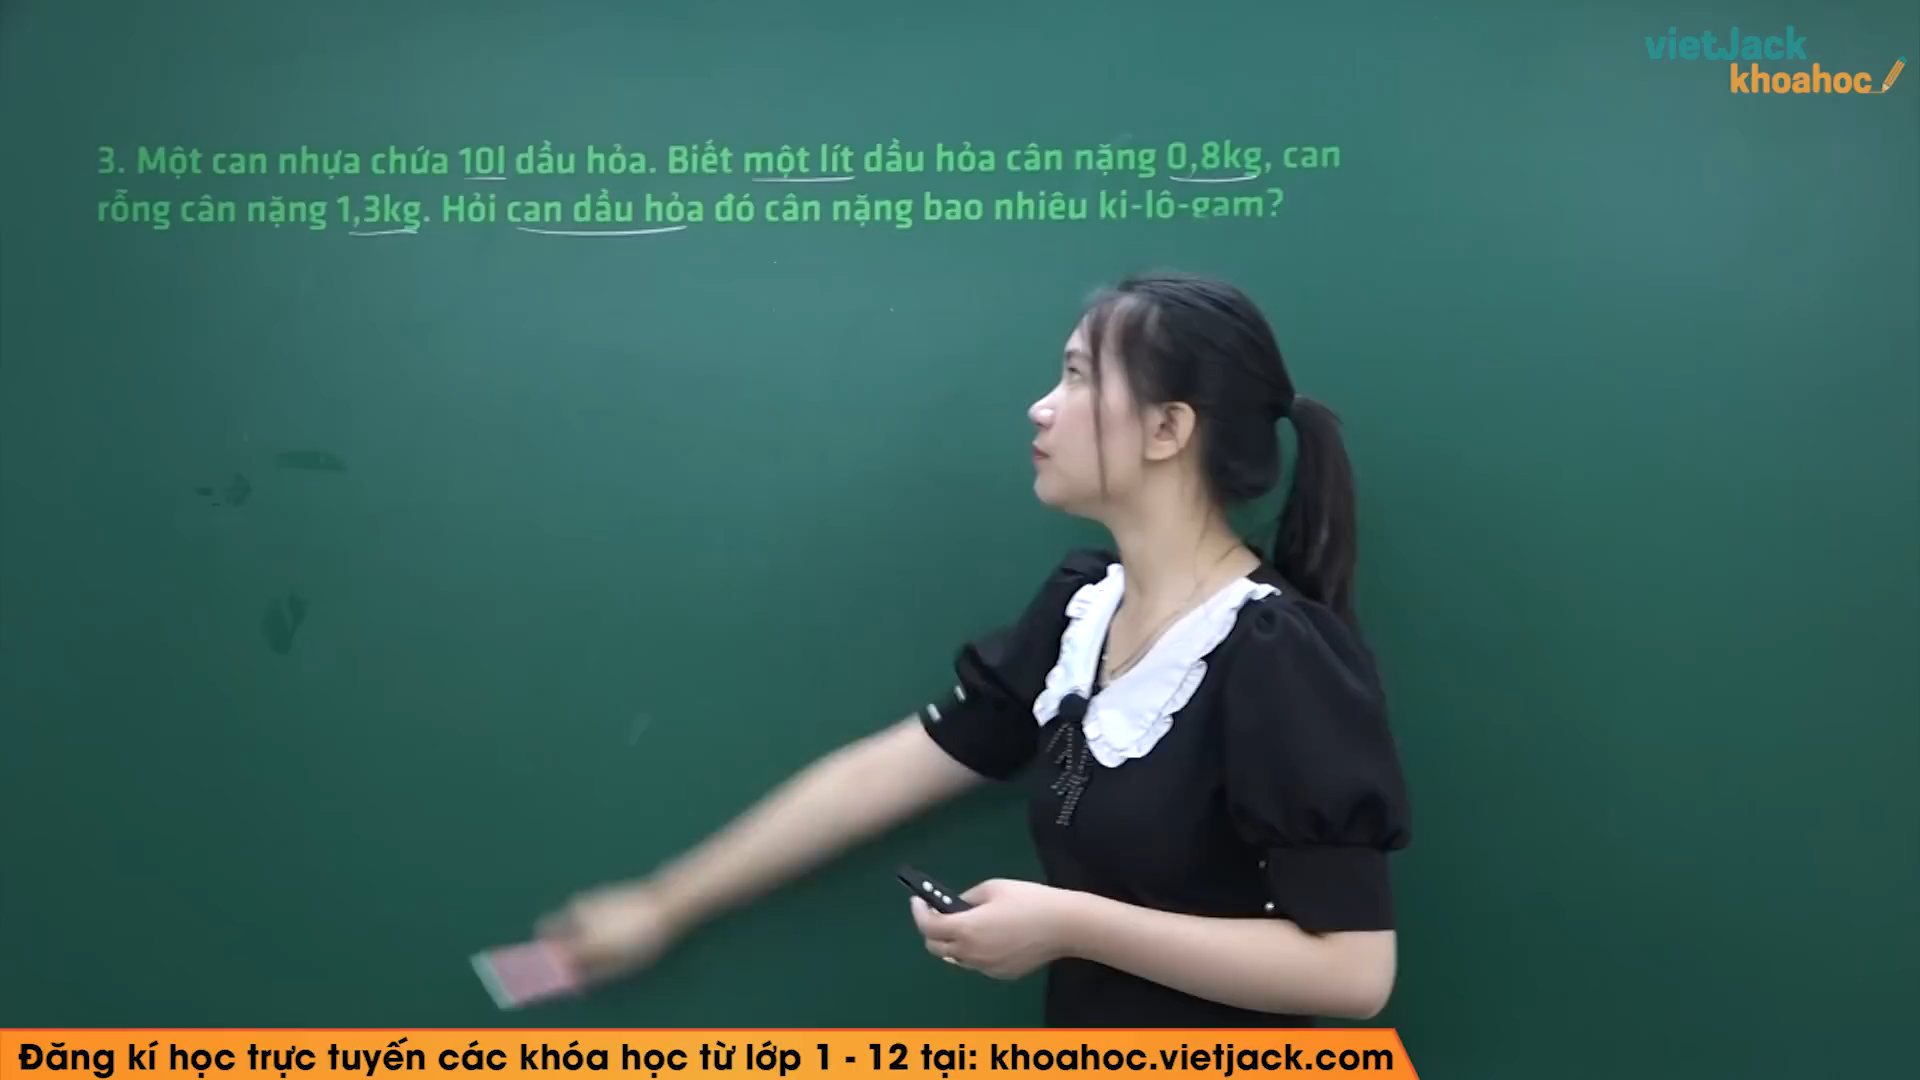 vietJack
khoahoc
3. Một can nhựa chứa 10l dầu hỏa. Biết một lít dầu hỏa cân nặng 0,8kg, can
rỗng cân nặng 1,3kg. Hỏi can dầu hỏa đó cân nặng bao nhiêu ki-lô-gam?
Đăng kí học trực tuyến các khóa học từ lớp 1 - 12 tại: khoahoc.vietjack.com